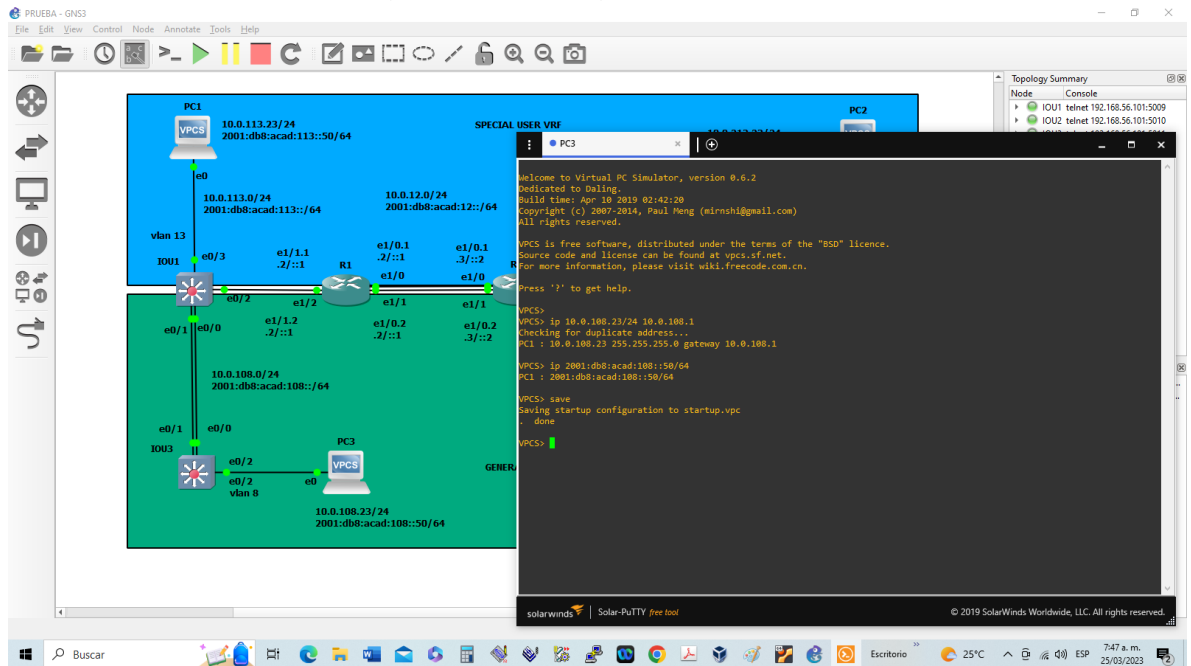 PRUEBA - GNS3
File Edit View Control Node Annotate Tools Help
Topology Summary
Node Console
IOU1 telnet 192.168.56.101:5009
IOU2 telnet 192.168.56.101:5010
PC1
VPCS
10.0.113.23/24
2001:db8:acad:113::50/64
SPECIAL USER VRF
PC2
e0
10.0.113.0/24
2001:db8:acad:113::/64
10.0.12.0/24
2001:db8:acad:12::/64
vlan 13
IOU1
e0/3
e1/1.1
.2/::1
R1
e1/0.1
.2/::1
e1/0.1
.3/::2
e1/0
e1/0
e0/2
e1/2
e1/1
e1/1
e0/1
e0/0
e1/1.2
.2/::1
e1/0.2
.2/::1
e1/0.2
.3/::2
10.0.108.0/24
2001:db8:acad:108::/64
e0/1
e0/0
IOU3
e0/2
e0/2
vlan 8
PC3
VPCS
e0
10.0.108.23/24
2001:db8:acad:108::50/64
PC3
Welcome to Virtual PC Simulator, version 0.6.2
Dedicated to Daling.
Build time: Apr 10 2019 02:42:20
Copyright (c) 2007-2014, Paul Meng (mirnshi@gmail.com)
All rights reserved.
VPCS is free software, distributed under the terms of the "BSD" licence.
Source code and license can be found at vpcs.sf.net.
For more information, please visit wiki.freecode.com.cn.
Press '?' to get help.
VPCS>
VPCS> ip 10.0.108.23/24 10.0.108.1
Checking for duplicate address...
PC1 : 10.0.108.23 255.255.255.0 gateway 10.0.108.1
VPCS> ip 2001:db8:acad:108::50/64
PC1 : 2001:db8:acad:108::50/64
VPCS> save
Saving startup configuration to startup.vpc
. done
VPCS>
solarwinds Solar-PuTTY free tool
© 2019 SolarWinds Worldwide, LLC. All rights reserved.
Buscar
Escritorio
25°C
ESP
7:47 a. m.
25/03/2023